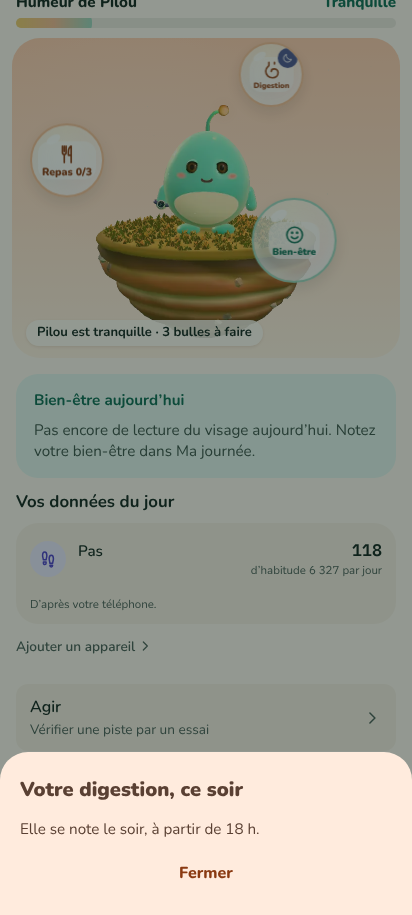 Humeur de Pilou
Tranquille
Digestion
Repas 0/3
Bien-être
Pilou est tranquille · 3 bulles à faire
Bien-être aujourd’hui
Pas encore de lecture du visage aujourd’hui. Notez
votre bien-être dans Ma journée.
Vos données du jour
Pas
118
d’habitude 6 327 par jour
D’après votre téléphone.
Ajouter un appareil
Agir
Vérifier une piste par un essai
Votre digestion, ce soir
Elle se note le soir, à partir de 18 h.
Fermer